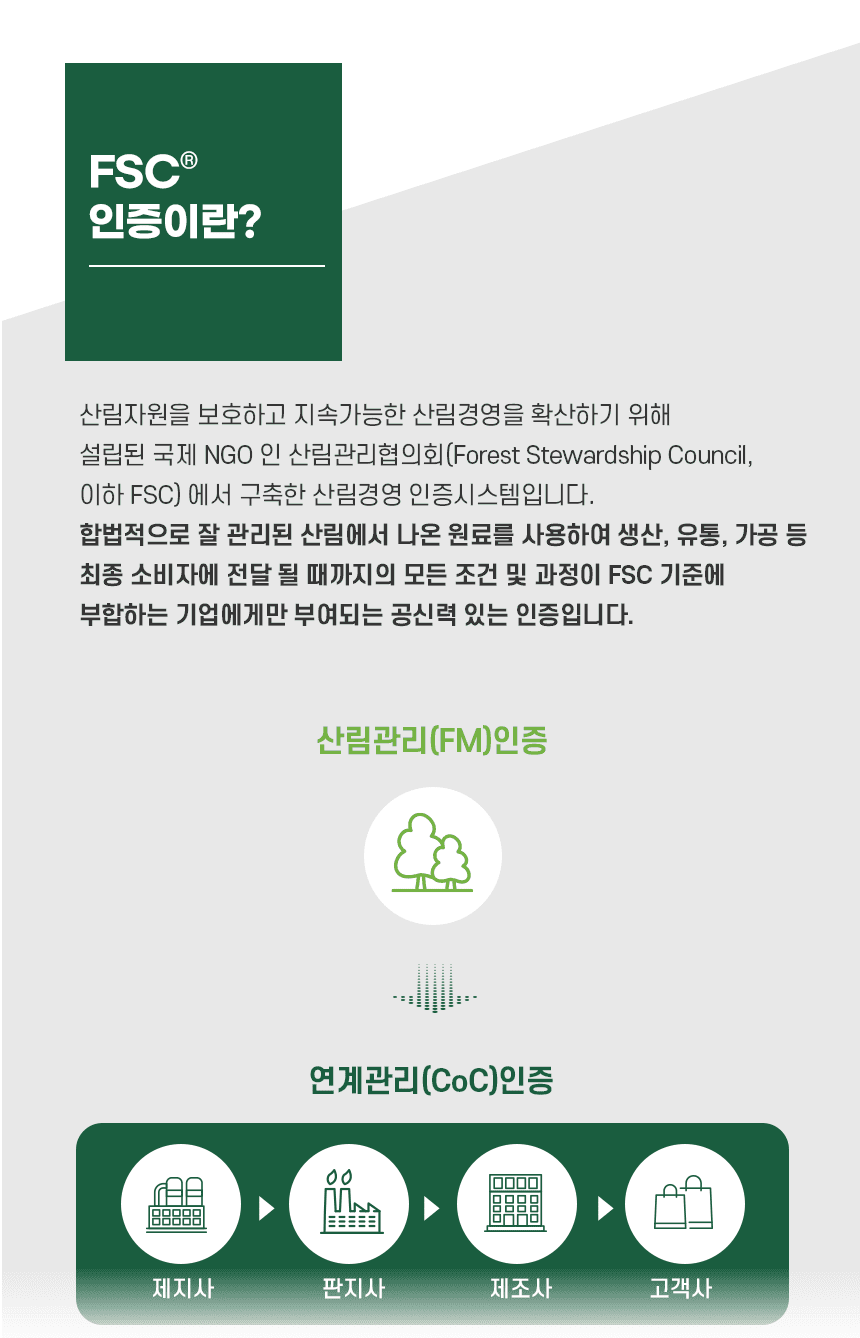 FSC®
인증이란?
산림자원을 보호하고 지속가능한 산림경영을 확산하기 위해
설립된 국제 NGO 인 산림관리협의회(Forest Stewardship Council,
이하 FSC) 에서 구축한 산림경영 인증시스템입니다.
합법적으로 잘 관리된 산림에서 나온 원료를 사용하여 생산, 유통, 가공 등
최종 소비자에 전달 될 때까지의 모든 조건 및 과정이 FSC 기준에
부합하는 기업에게만 부여되는 공신력 있는 인증입니다.
산림관리(FM)인증
연계관리(CoC)인증
제지사 판지사 제조사 고객사